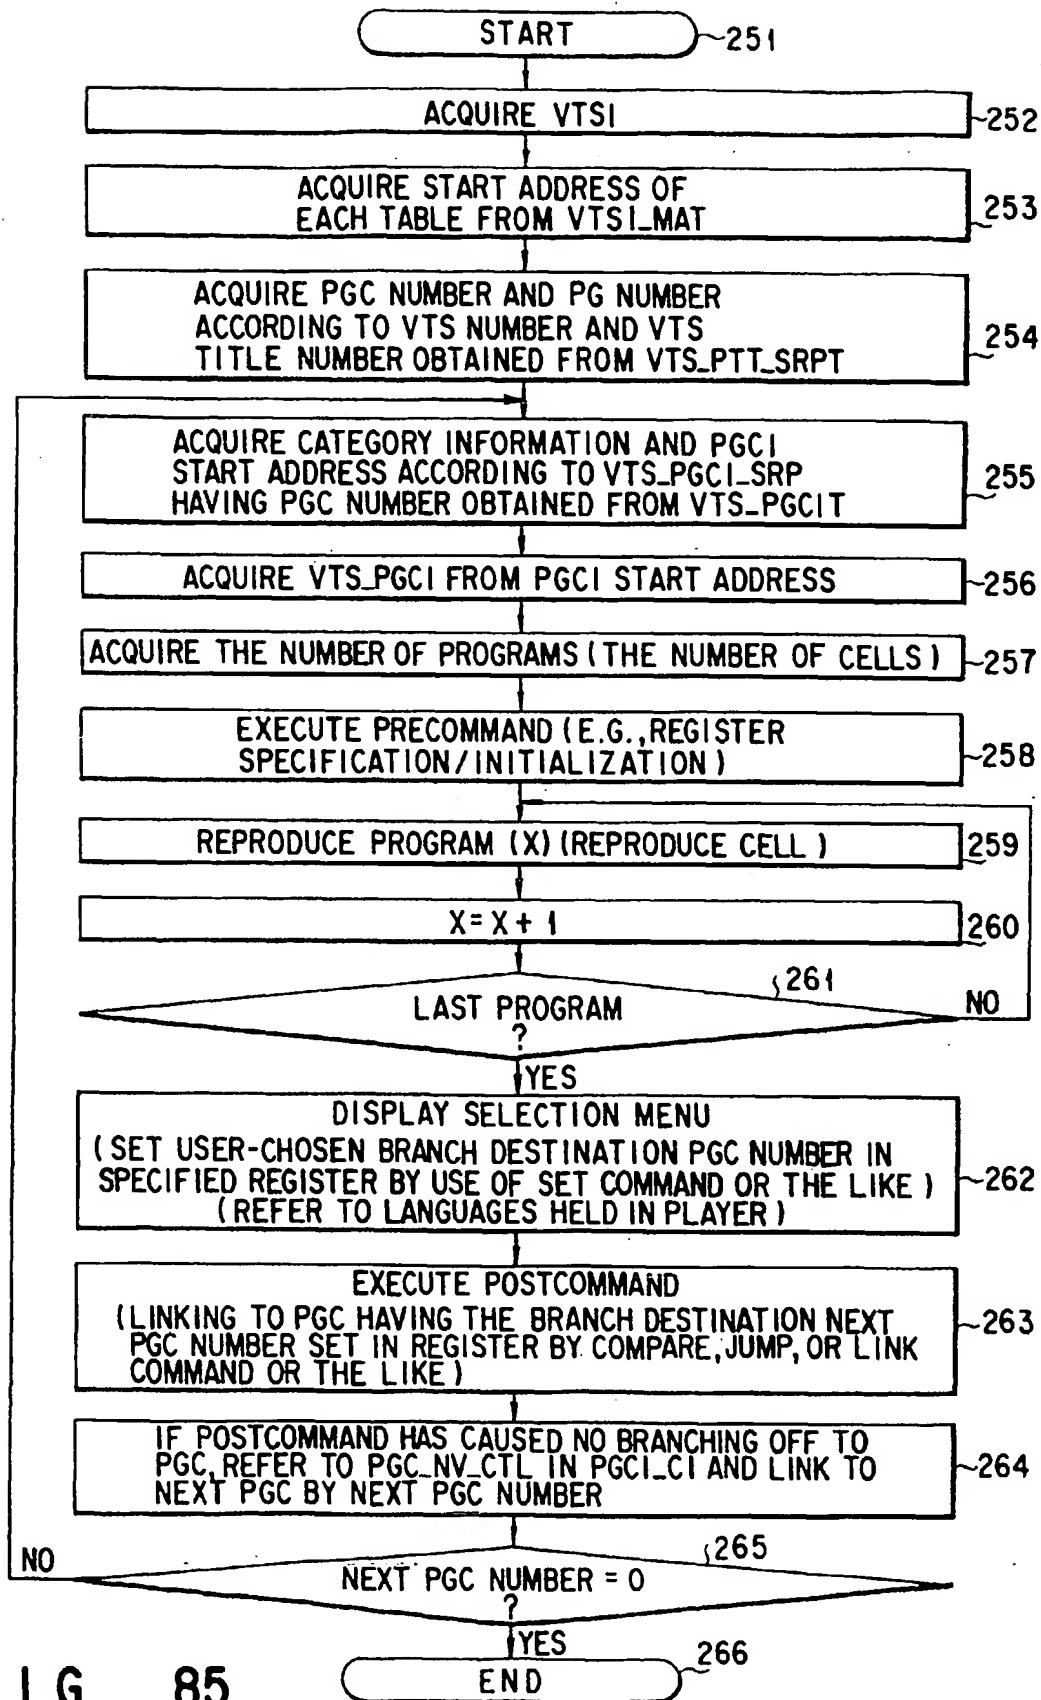 START
251
ACQUIRE VTSI
252
ACQUIRE START ADDRESS OF
EACH TABLE FROM VTSI_MAT
253
ACQUIRE PGC NUMBER AND PG NUMBER
ACCORDING TO VTS NUMBER AND VTS
TITLE NUMBER OBTAINED FROM VTS_PTT_SRPT
254
ACQUIRE CATEGORY INFORMATION AND PGCI
START ADDRESS ACCORDING TO VTS_PGCI_SRP
HAVING PGC NUMBER OBTAINED FROM VTS_PGCIT
255
ACQUIRE VTS_PGCI FROM PGCI START ADDRESS
256
ACQUIRE THE NUMBER OF PROGRAMS (THE NUMBER OF CELLS)
257
EXECUTE PRECOMMAND (E.G.,REGISTER
SPECIFICATION/INITIALIZATION)
258
REPRODUCE PROGRAM (X) (REPRODUCE CELL)
259
X=X+1
260
261
LAST PROGRAM
?
NO
YES
DISPLAY SELECTION MENU
(SET USER-CHOSEN BRANCH DESTINATION PGC NUMBER IN
SPECIFIED REGISTER BY USE OF SET COMMAND OR THE LIKE)
(REFER TO LANGUAGES HELD IN PLAYER)
262
EXECUTE POSTCOMMAND
(LINKING TO PGC HAVING THE BRANCH DESTINATION NEXT
PGC NUMBER SET IN REGISTER BY COMPARE, JUMP, OR LINK
COMMAND OR THE LIKE)
263
IF POSTCOMMAND HAS CAUSED NO BRANCHING OFF TO
PGC, REFER TO PGC_NV_CTL IN PGCI_CI AND LINK TO
NEXT PGC BY NEXT PGC NUMBER
264
265
NO
NEXT PGC NUMBER = 0
?
YES
266
END
I G. 85